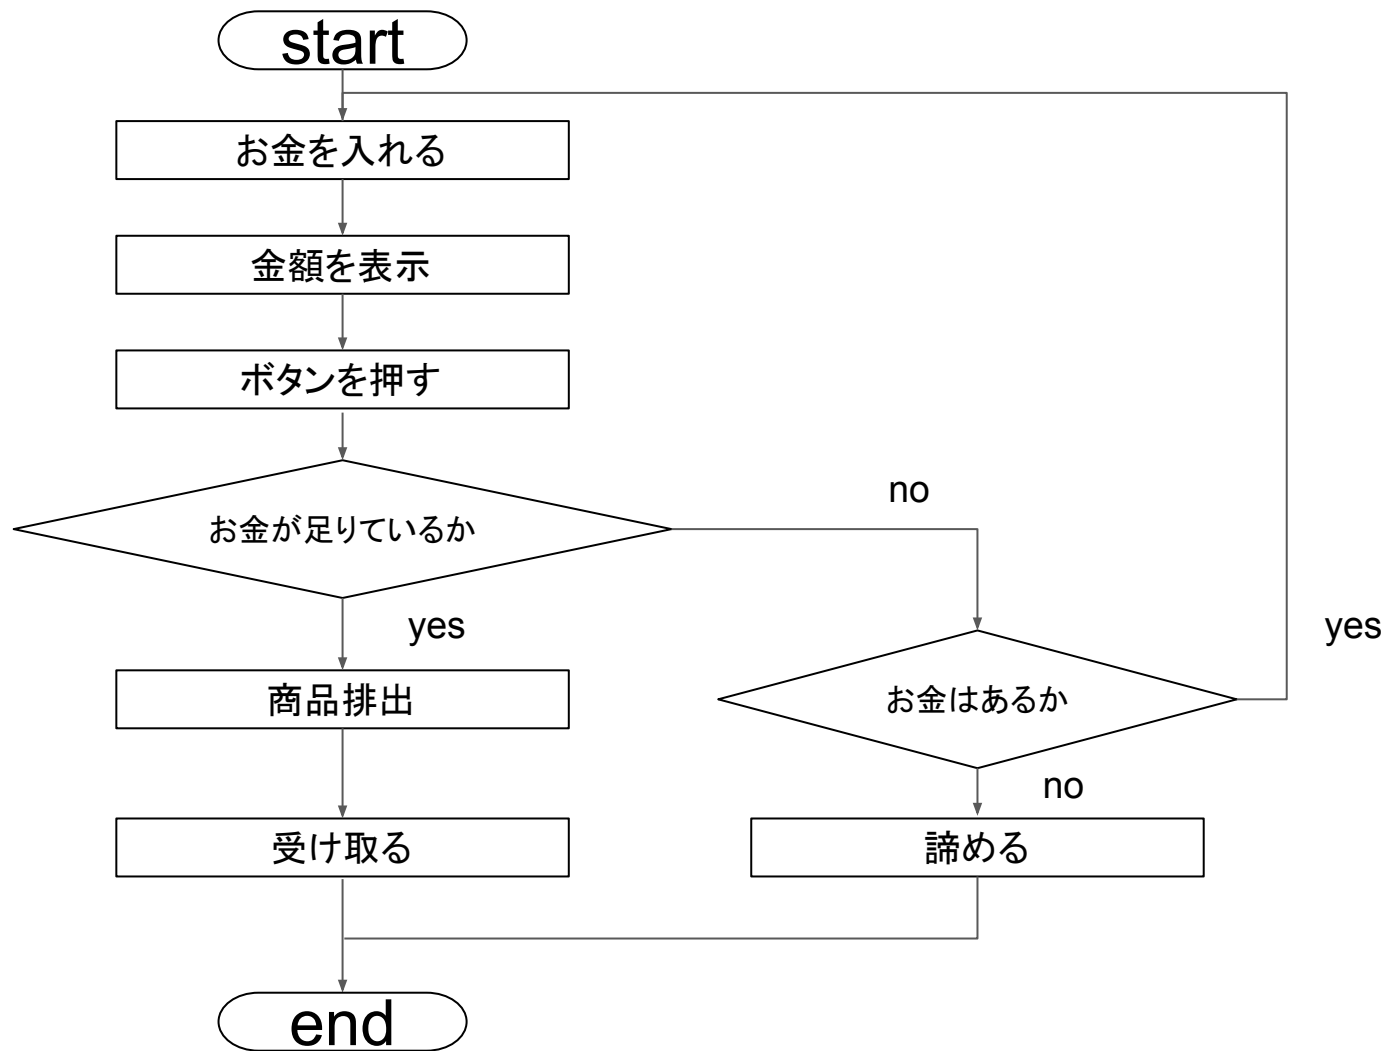 start
お金を入れる
金額を表示
ボタンを押す
お金が足りているか
no
yes
お金はあるか
yes
no
商品排出
受け取る
諦める
end